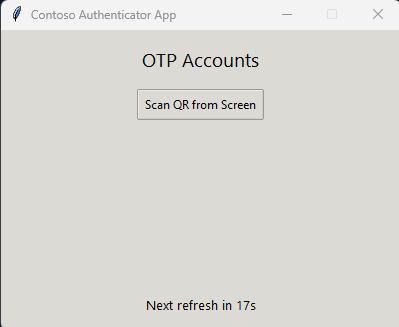 Contoso Authenticator App
OTP Accounts
Scan QR from Screen
Next refresh in 17s